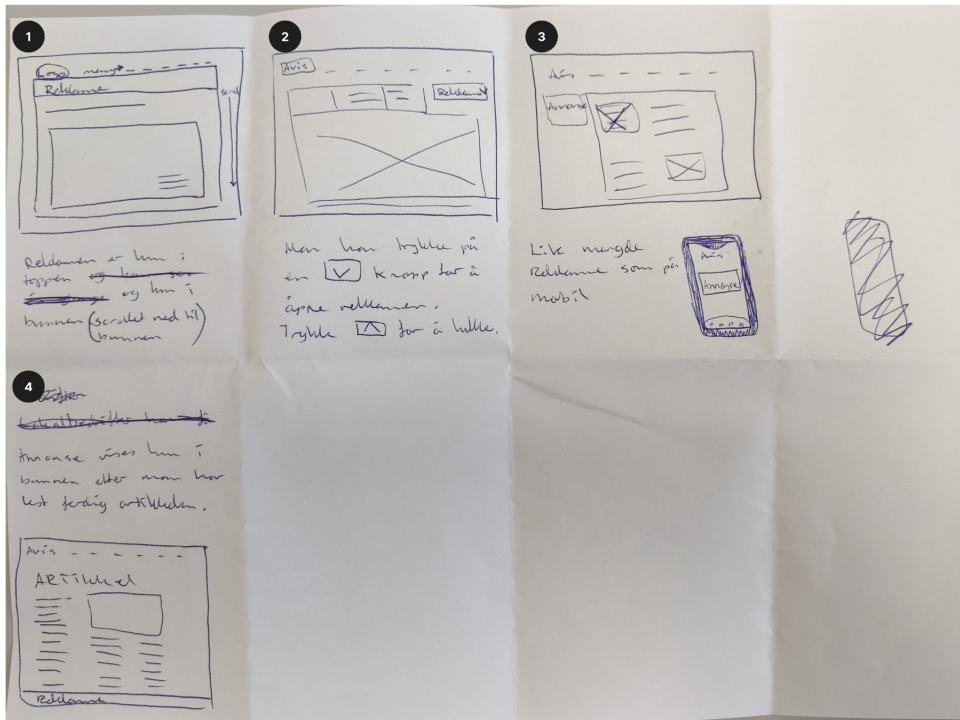 1
Logo meny
Reklame
scroll
Reklamen er kun i
toppen
og kun i
bunnen (scrollet ned til
bunnen)
2
Avis
Reklame
Man kan trykke på
en knapp for å
åpne reklamen.
Trykke for å lukke.
3
Avis
Annonse
Lik mengde
Reklame som på
mobil
Avis
Annonse
4
Annonse vises kun i
bunnen etter man har
lest ferdig artikkelen.
Avis
ARTikkel
Reklame